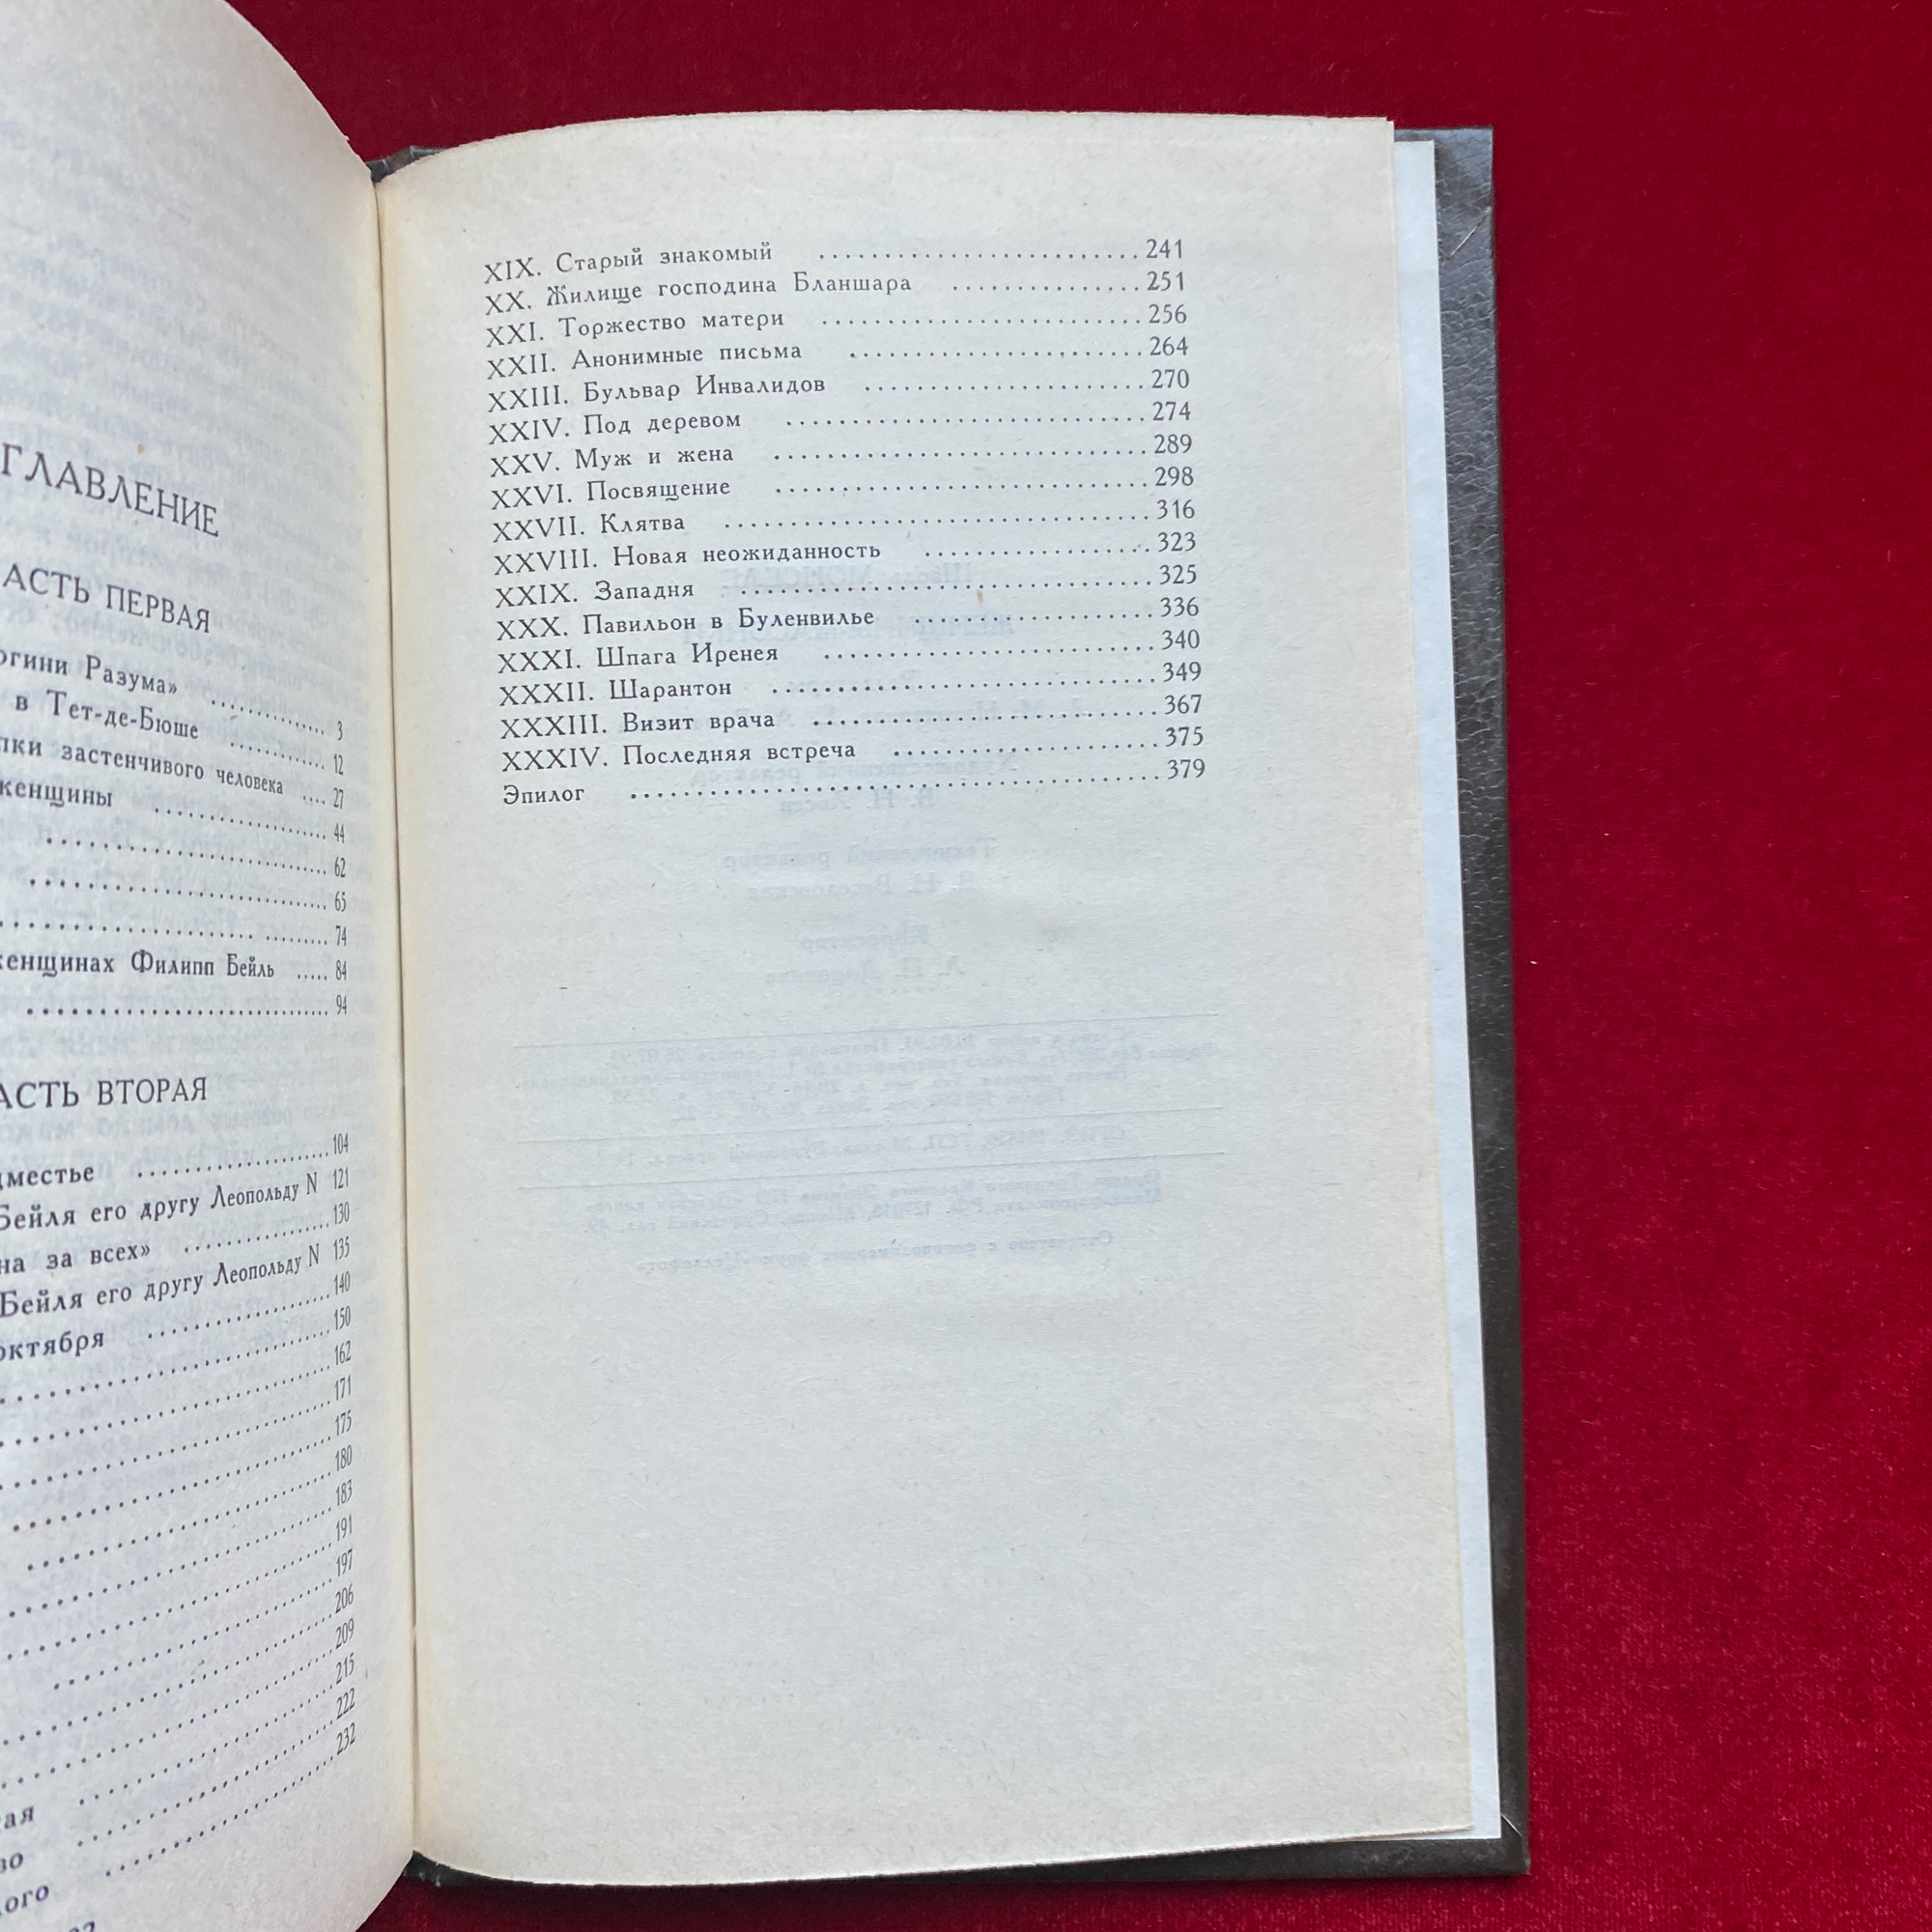 ГЛАВЛЕНИЕ
АСТЬ ПЕРВАЯ
огини Разума» .............. 3
в Тет-де-Бюше ............ 12
пки застенчивого человека .... 27
женщины .................... 44
................................ 62
................................ 65
................................ 74
женщинах Филипп Бейль ..... 84
................................ 94
АСТЬ ВТОРАЯ
дместье ...................... 104
Бейля его другу Леопольду N 121
на за всех» ................. 130
Бейля его другу Леопольду N 135
октября ...................... 140
................................ 150
................................ 162
................................ 171
................................ 175
................................ 180
................................ 183
................................ 191
................................ 197
................................ 206
................................ 209
................................ 215
ая ............................ 222
во ............................ 232
ого
XIX. Старый знакомый ......................... 241
XX. Жилище господина Бланшара ............... 251
XXI. Торжество матери ......................... 256
XXII. Анонимные письма ....................... 264
XXIII. Бульвар Инвалидов ...................... 270
XXIV. Под деревом ............................ 274
XXV. Муж и жена .............................. 289
XXVI. Посвящение ............................. 298
XXVII. Клятва ................................. 316
XXVIII. Новая неожиданность .................. 323
XXIX. Западня ................................ 325
XXX. Павильон в Буленвилье ................... 336
XXXI. Шпага Иренея .......................... 340
XXXII. Шарантон .............................. 349
XXXIII. Визит врача ........................... 367
XXXIV. Последняя встреча ..................... 375
Эпилог ......................................... 379